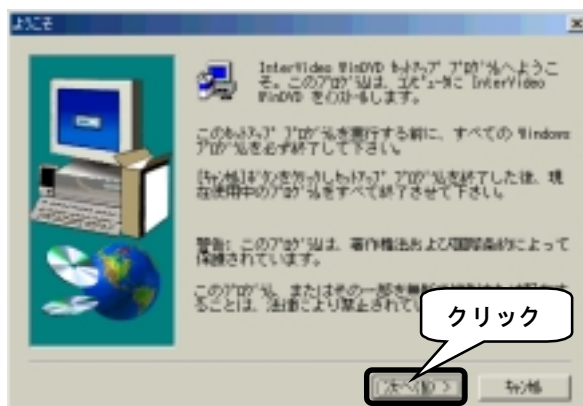 ようこそ
InterVideo WinDVD ｾｯﾄｱｯﾌﾟ ﾌﾟﾛｸﾞﾗﾑへようこ
そ。このﾌﾟﾛｸﾞﾗﾑは、ｺﾝﾋﾟｭｰﾀに InterVideo
WinDVD をｲﾝｽﾄｰﾙします。
このｾｯﾄｱｯﾌﾟ ﾌﾟﾛｸﾞﾗﾑを実行する前に、すべての Windows
ﾌﾟﾛｸﾞﾗﾑを必ず終了して下さい。
[ｷｬﾝｾﾙ]ﾎﾞﾀﾝをｸﾘｯｸしｾｯﾄｱｯﾌﾟ ﾌﾟﾛｸﾞﾗﾑを終了した後、現
在使用中のﾌﾟﾛｸﾞﾗﾑをすべて終了させて下さい。
警告: このﾌﾟﾛｸﾞﾗﾑは、著作権法および国際条約によって
保護されています。
このﾌﾟﾛｸﾞﾗﾑ、またはその一部を無断で
ることは、法律により禁止されてい
クリック
次へ(N) >
ｷｬﾝｾﾙ